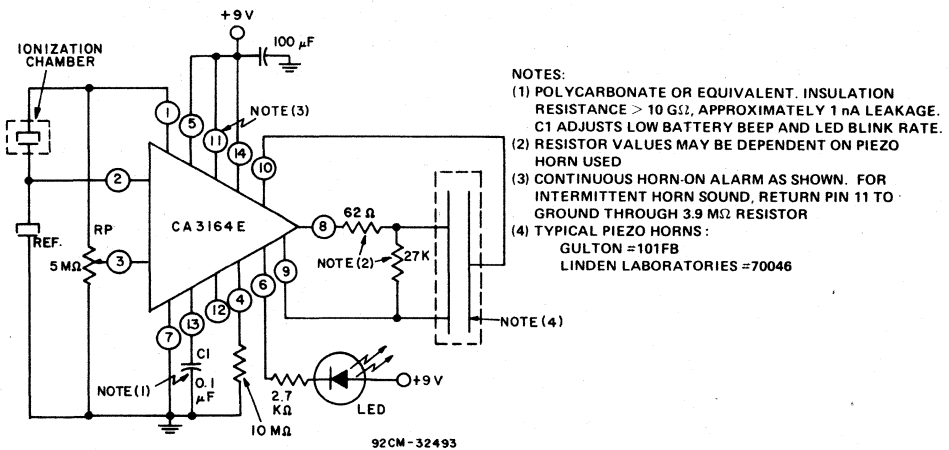 +9V
100 µF
IONIZATION
CHAMBER
NOTE(3)
1
5
11
14
10
2
CA3164E
8
62 Ω
REF.
RP
5MΩ
3
NOTE(2)
27K
9
6
4
12
13
7
C1
0.1
µF
NOTE(1)
10 MΩ
2.7
KΩ
LED
+9V
NOTE(4)
92CM-32493
NOTES:
(1) POLYCARBONATE OR EQUIVALENT. INSULATION
RESISTANCE > 10 GΩ, APPROXIMATELY 1 nA LEAKAGE.
C1 ADJUSTS LOW BATTERY BEEP AND LED BLINK RATE.
(2) RESISTOR VALUES MAY BE DEPENDENT ON PIEZO
HORN USED
(3) CONTINUOUS HORN-ON ALARM AS SHOWN. FOR
INTERMITTENT HORN SOUND, RETURN PIN 11 TO
GROUND THROUGH 3.9 MΩ RESISTOR
(4) TYPICAL PIEZO HORNS:
GULTON =101FB
LINDEN LABORATORIES =70046